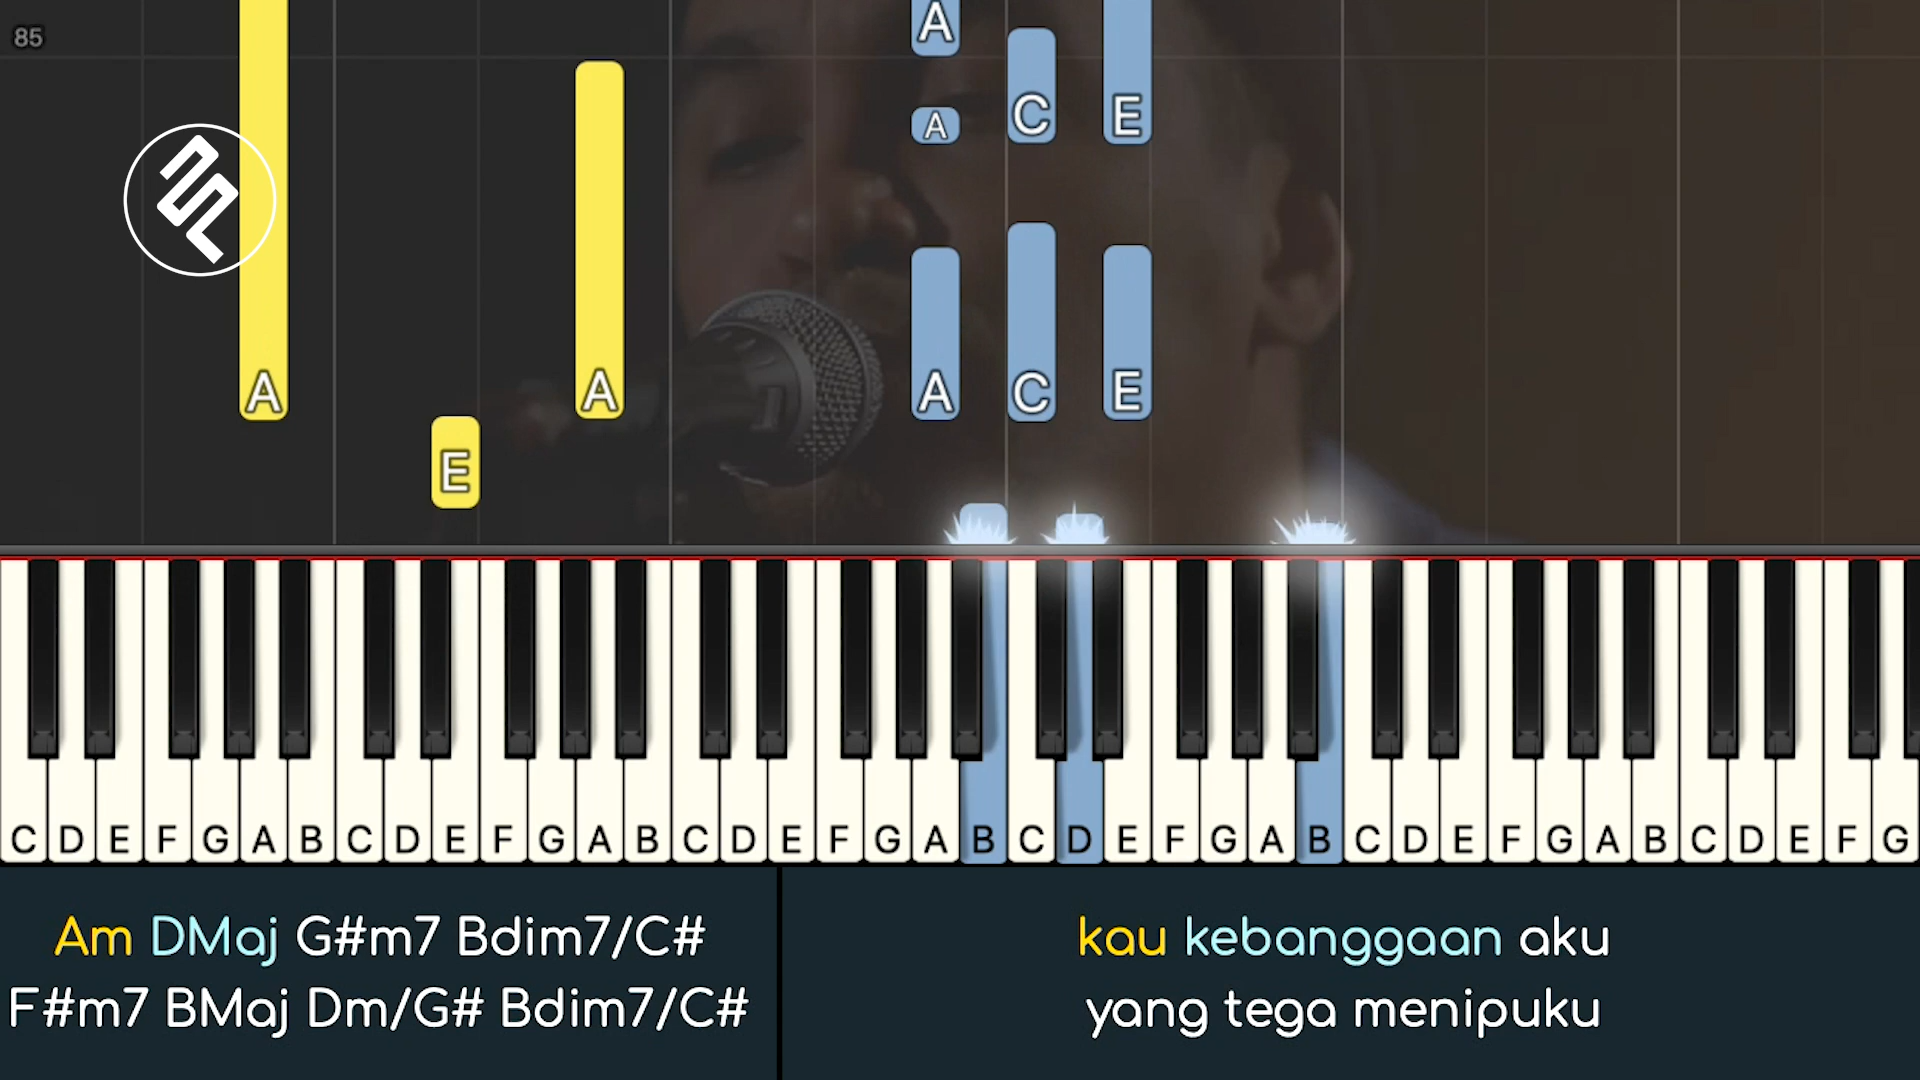 85
A
C
E
A
A
A
A
C
E
E
C D E F G A B C D E F G A B C D E F G A B C D E F G A B C D E F G A B C D E F G
Am DMaj G#m7 Bdim7/C#
F#m7 BMaj Dm/G# Bdim7/C#
kau kebanggaan aku
yang tega menipuku